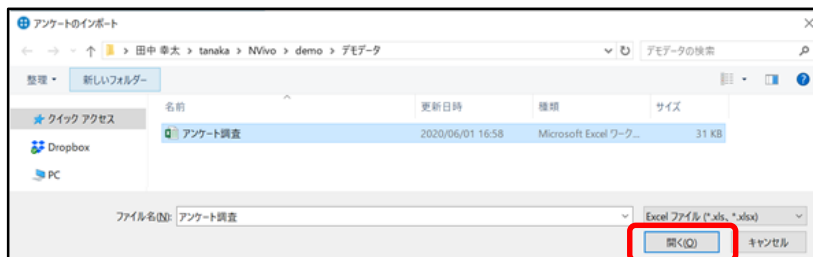 アンケートのインポート
田中 幸太 > tanaka > NVivo > demo > デモデータ
デモデータの検索
整理
新しいフォルダー
名前 更新日時 種類 サイズ
クイック アクセス
アンケート調査 2020/06/01 16:58 Microsoft Excel ワーク... 31 KB
Dropbox
PC
ファイル名(N): アンケート調査 Excel ファイル (*.xls、*.xlsx)
開く(O) キャンセル